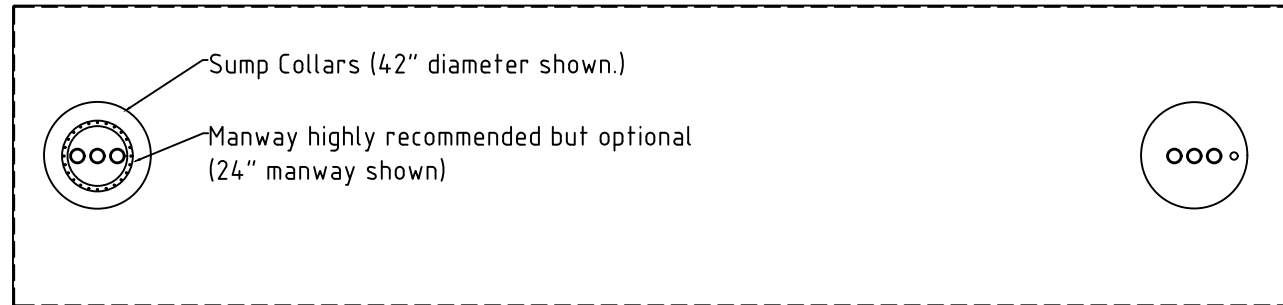 Sump Collars (42" diameter shown.)
Manway highly recommended but optional
(24" manway shown)